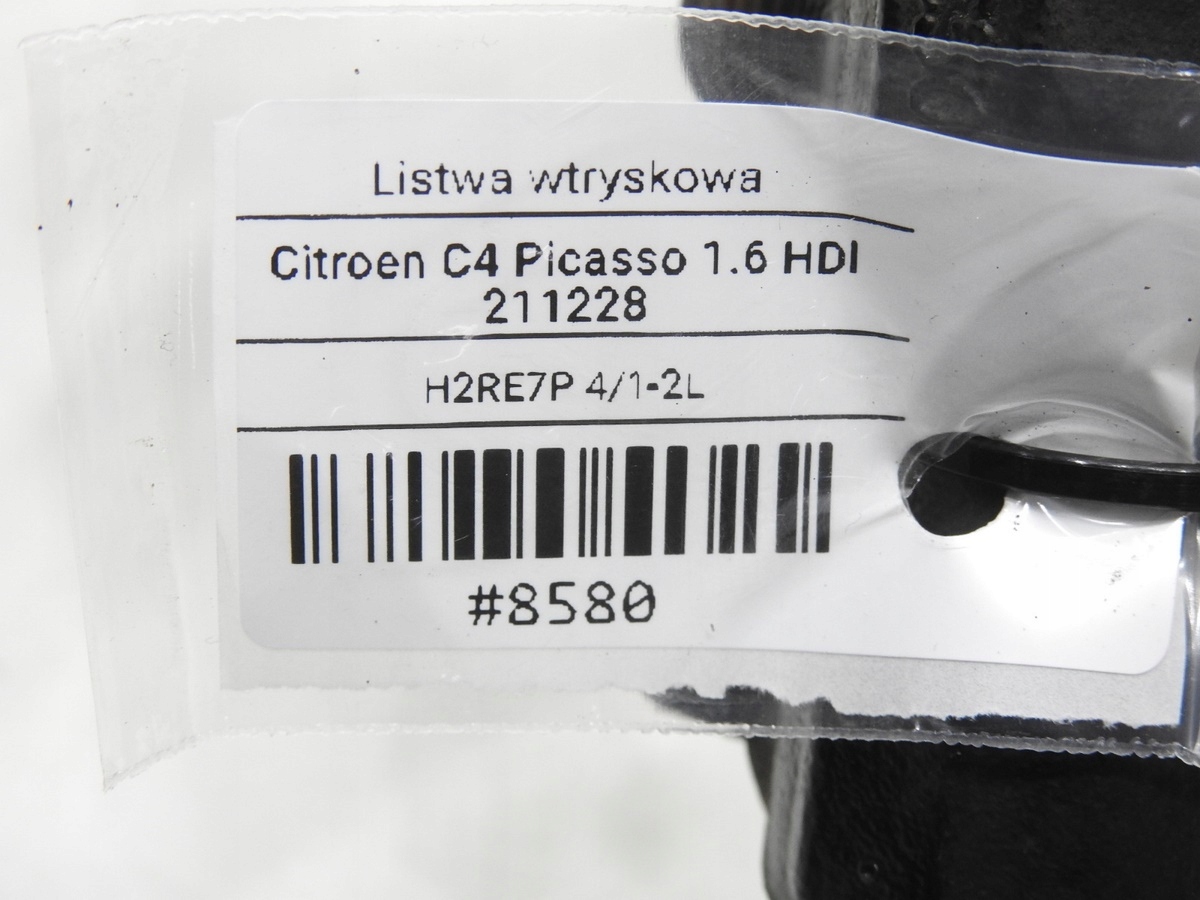 Listwa wtryskowa
Citroen C4 Picasso 1.6 HDI
211228
H2RE7P 4/1-2L
#8580